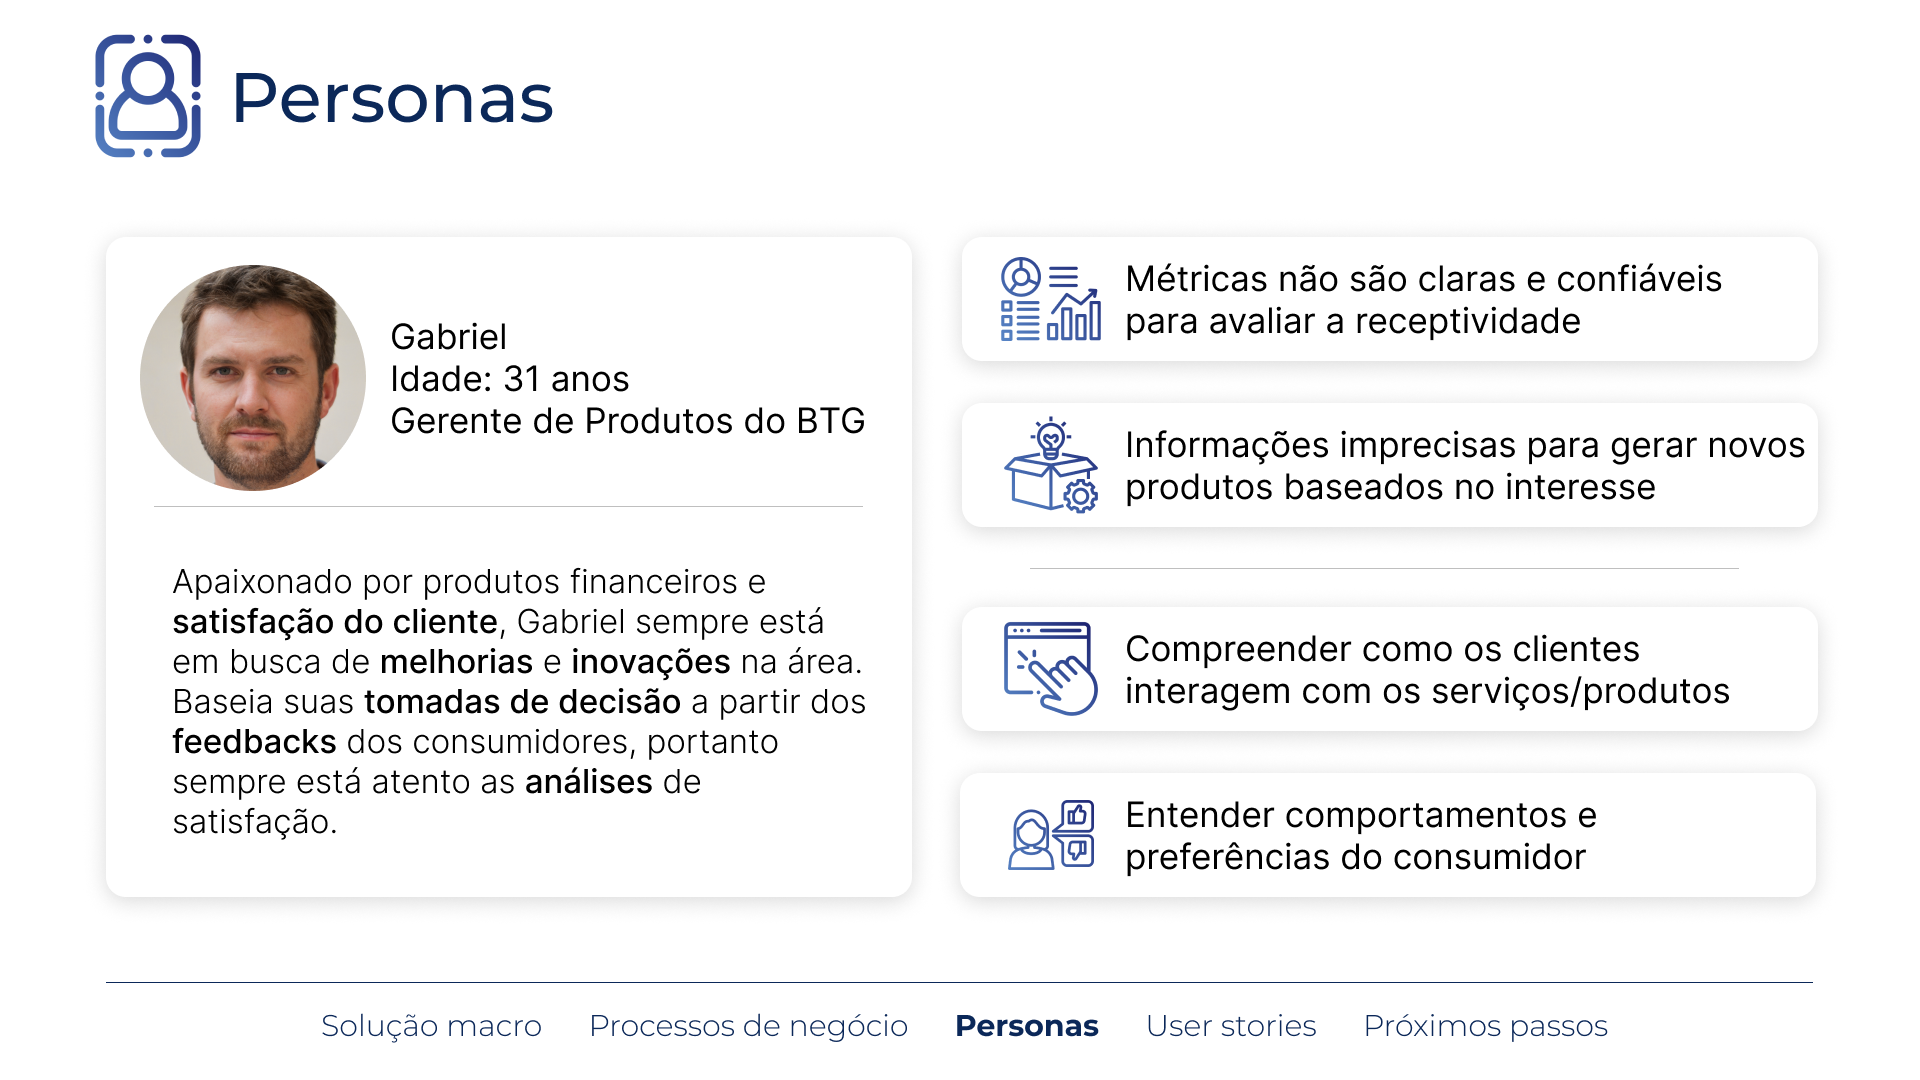 Personas
Gabriel
Idade: 31 anos
Gerente de Produtos do BTG
Apaixonado por produtos financeiros e
satisfação do cliente, Gabriel sempre está
em busca de melhorias e inovações na área.
Baseia suas tomadas de decisão a partir dos
feedbacks dos consumidores, portanto
sempre está atento as análises de
satisfação.
Métricas não são claras e confiáveis
para avaliar a receptividade
Informações imprecisas para gerar novos
produtos baseados no interesse
Compreender como os clientes
interagem com os serviços/produtos
Entender comportamentos e
preferências do consumidor
Solução macro Processos de negócio Personas User stories Próximos passos